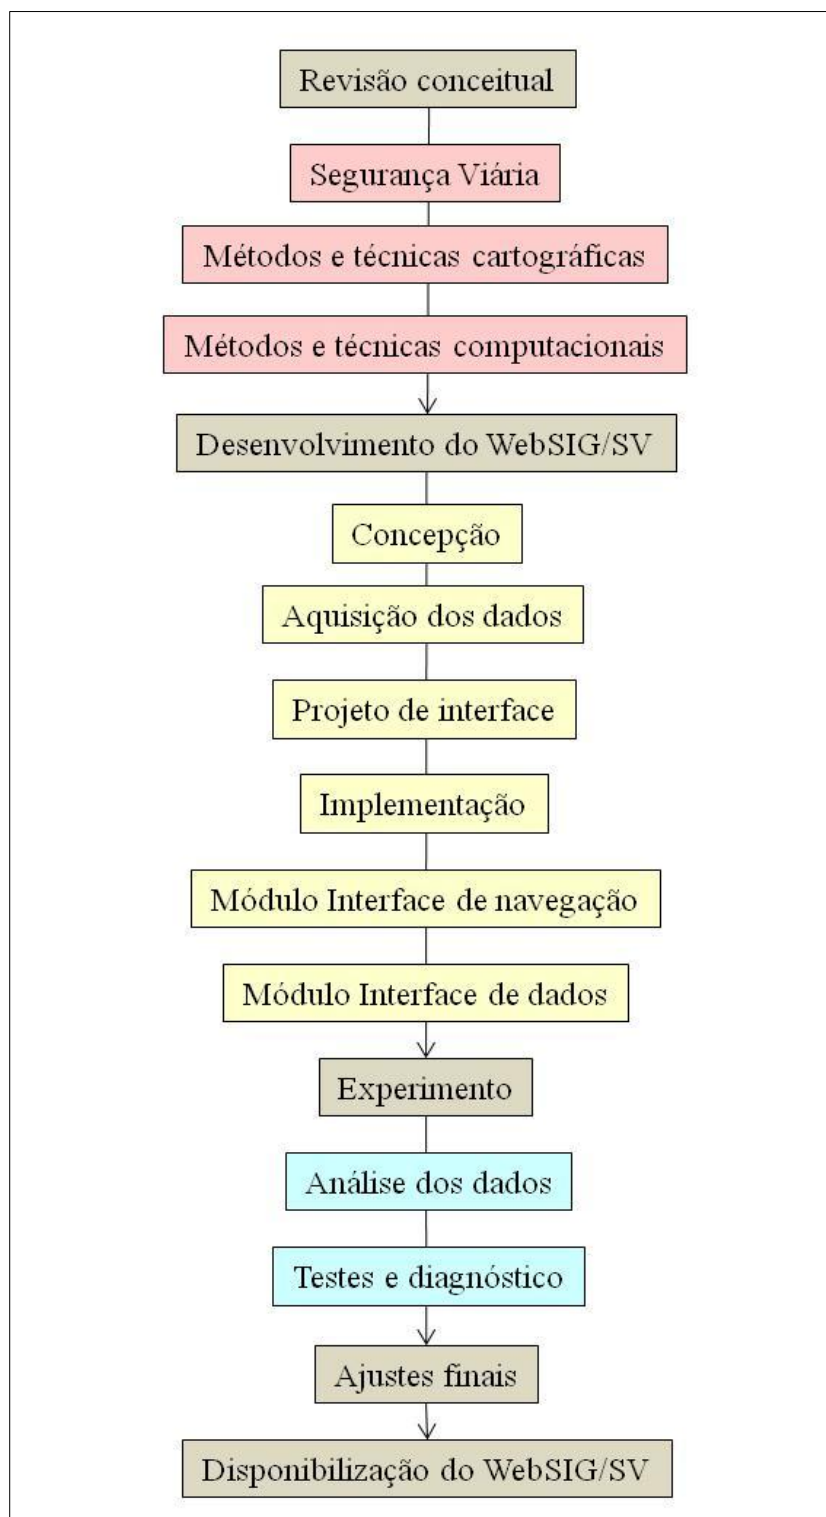 Revisão conceitual
Segurança Viária
Métodos e técnicas cartográficas
Métodos e técnicas computacionais
Desenvolvimento do WebSIG/SV
Concepção
Aquisição dos dados
Projeto de interface
Implementação
Módulo Interface de navegação
Módulo Interface de dados
Experimento
Análise dos dados
Testes e diagnóstico
Ajustes finais
Disponibilização do WebSIG/SV